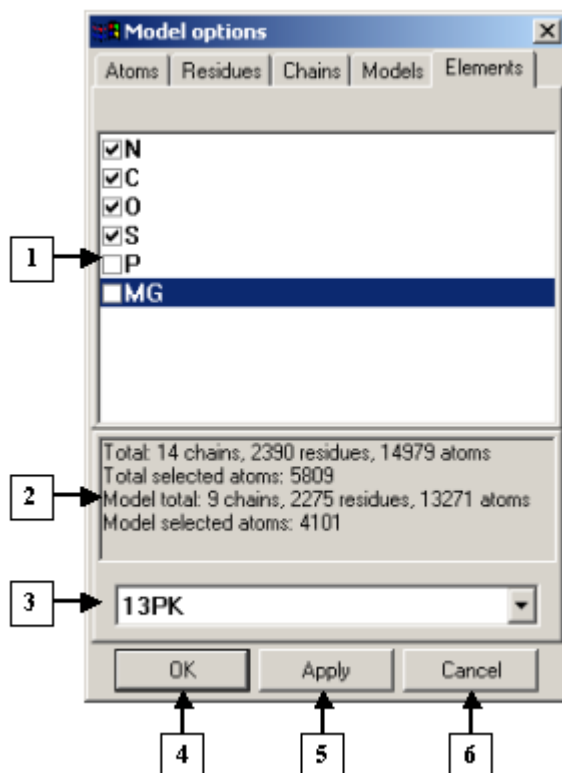 Model options
Atoms Residues Chains Models Elements
N
C
O
S
1
P
MG
Total: 14 chains, 2390 residues, 14979 atoms
Total selected atoms: 5809
2
Model total: 9 chains, 2275 residues, 13271 atoms
Model selected atoms: 4101
3
13PK
OK Apply Cancel
4 5 6